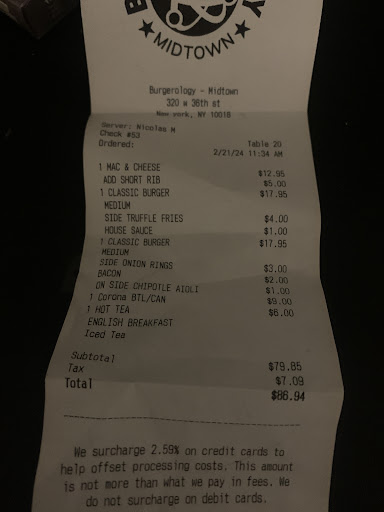 MIDTOWN
Burgerology - Midtown
320 w 36th st
New york, NY 10018
Server: Nicolas M
Check #53 Table 20
Ordered: 2/21/24 11:34 AM
1 MAC & CHEESE $12.95
ADD SHORT RIB $5.00
1 CLASSIC BURGER $17.95
MEDIUM
SIDE TRUFFLE FRIES $4.00
HOUSE SAUCE $1.00
1 CLASSIC BURGER $17.95
MEDIUM
SIDE ONION RINGS $3.00
BACON $2.00
ON SIDE CHIPOTLE AIOLI $1.00
1 Corona BTL/CAN $9.00
1 HOT TEA $6.00
ENGLISH BREAKFAST
Iced Tea
Subtotal $79.85
Tax $7.09
Total $86.94
We surcharge 2.59% on credit cards to
help offset processing costs. This amount
is not more than what we pay in fees. We
do not surcharge on debit cards.